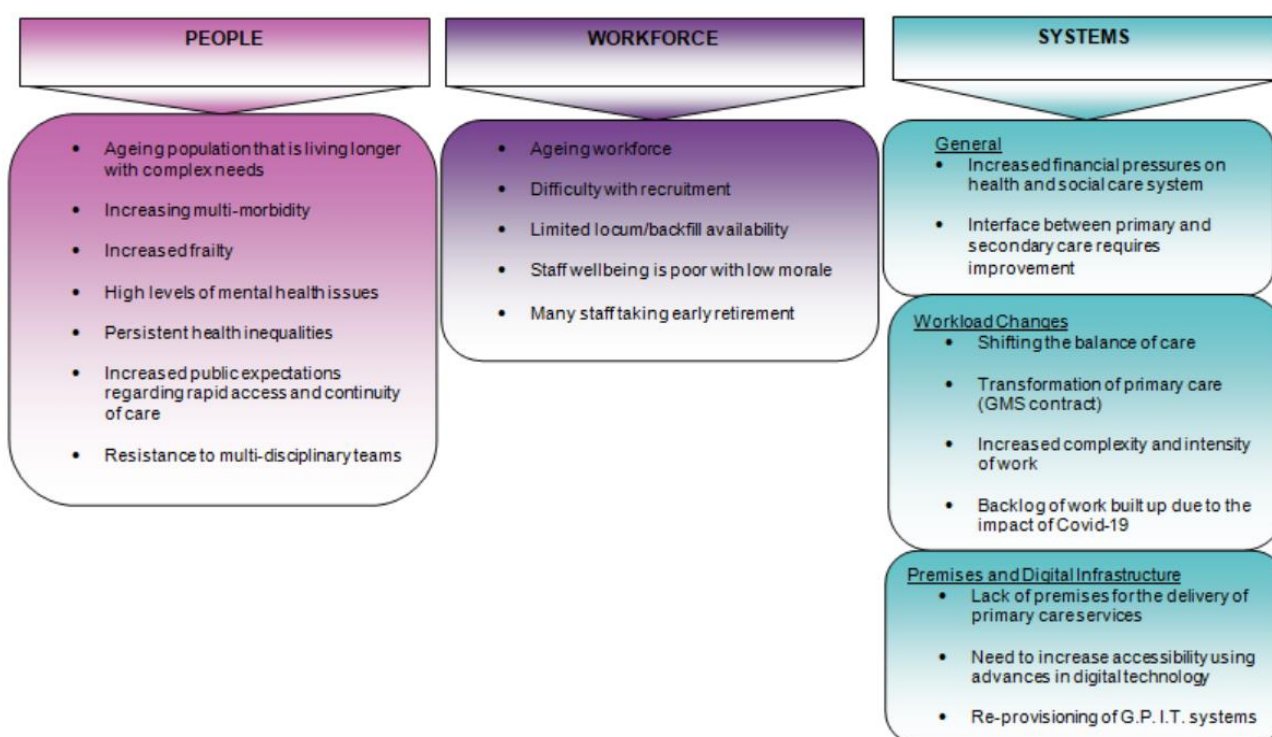 PEOPLE
Ageing population that is living longer
with complex needs
Increasing multi-morbidity
Increased frailty
High levels of mental health issues
Persistent health inequalities
Increased public expectations
regarding rapid access and continuity
of care
Resistance to multi-disciplinary teams
WORKFORCE
Ageing workforce
Difficulty with recruitment
Limited locum/backfill availability
Staff wellbeing is poor with low morale
Many staff taking early retirement
SYSTEMS
General
Increased financial pressures on
health and social care system
Interface between primary and
secondary care requires
improvement
Workload Changes
Shifting the balance of care
Transformation of primary care
(GMS contract)
Increased complexity and intensity
of work
Backlog of work built up due to the
impact of Covid-19
Premises and Digital Infrastructure
Lack of premises for the delivery of
primary care services
Need to increase accessibility using
advances in digital technology
Re-provisioning of G.P. I.T. systems